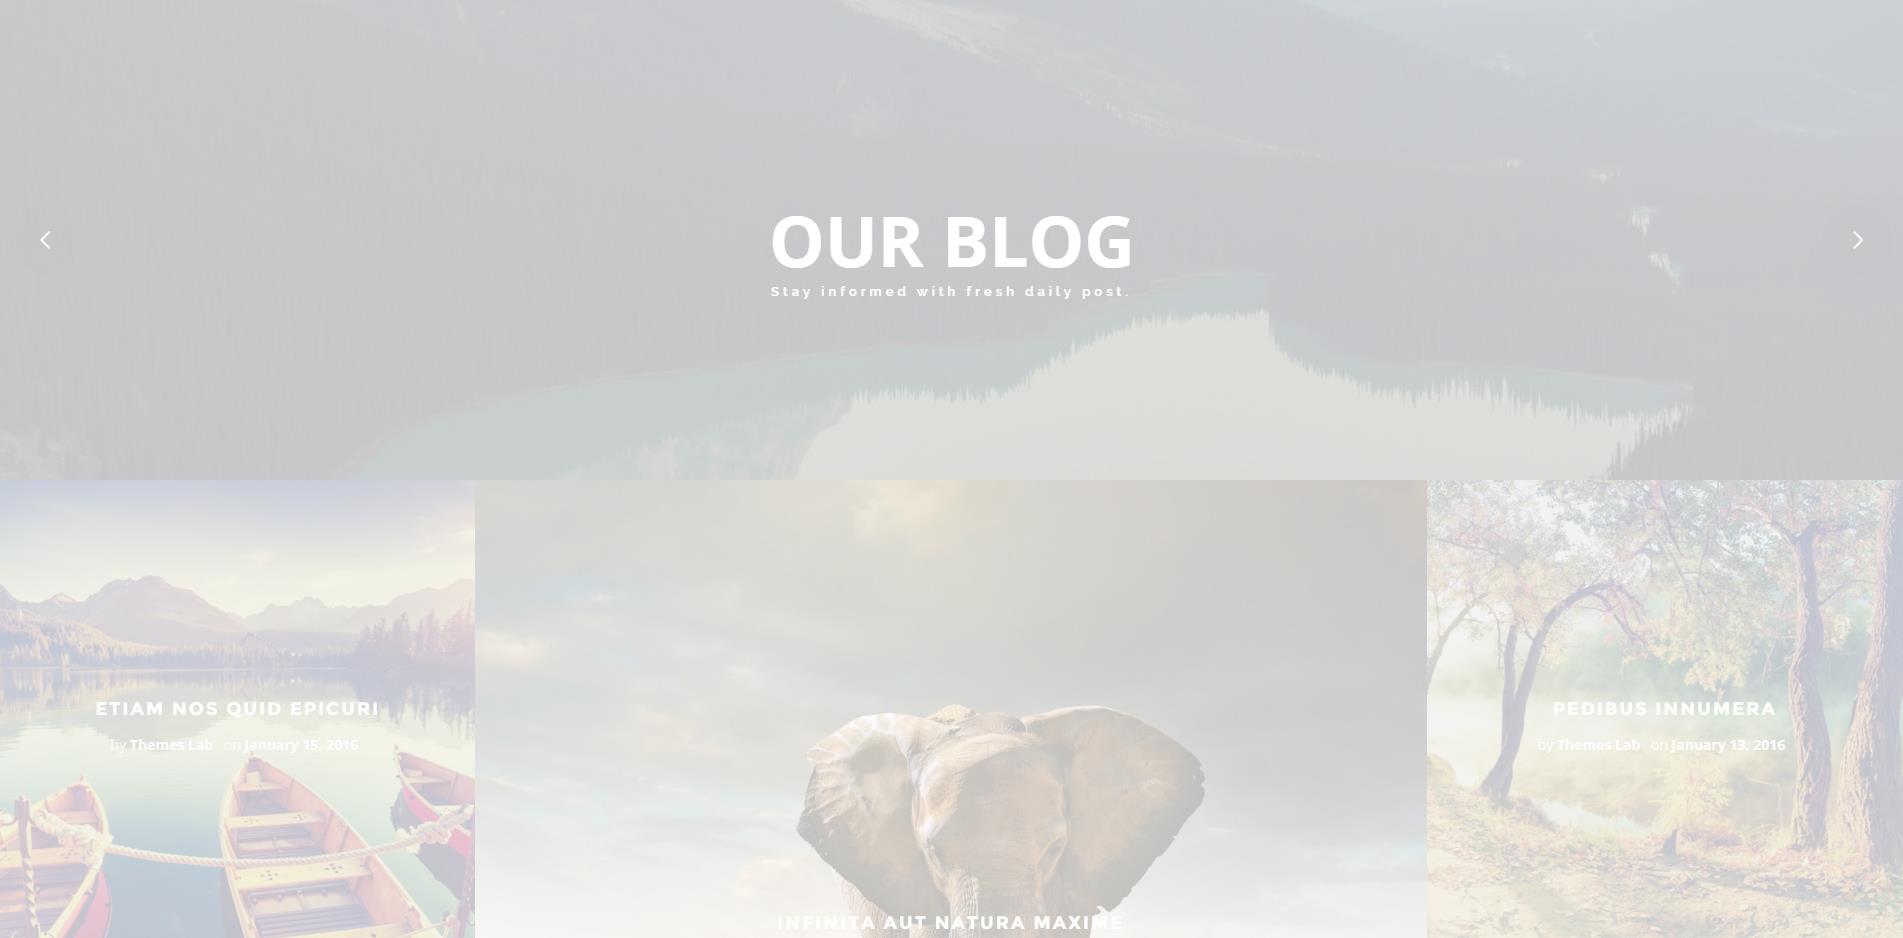 OUR BLOG
Stay informed with fresh daily post.
ETIAM NOS QUID EPICURI
by Themes Lab on January 15, 2016
PEDIBUS INNUMERA
by Themes Lab on January 13, 2016
INFINITA AUT NATURA MAXIME